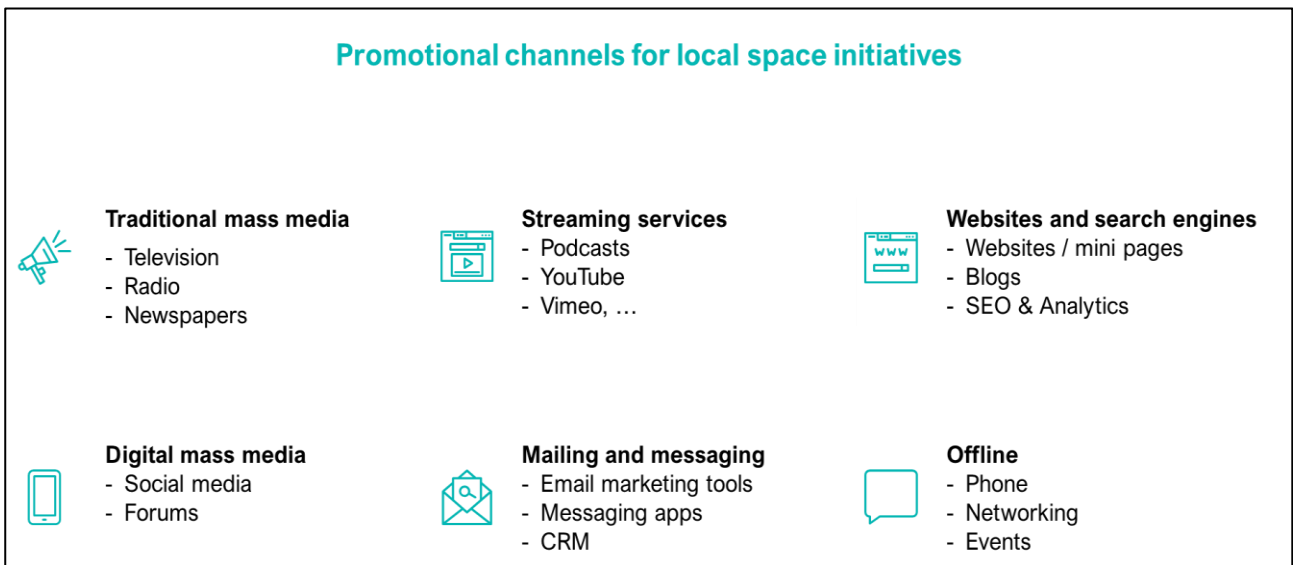 Promotional channels for local space initiatives
Traditional mass media
- Television
- Radio
- Newspapers
Streaming services
- Podcasts
- YouTube
- Vimeo, …
Websites and search engines
- Websites / mini pages
- Blogs
- SEO & Analytics
www
Digital mass media
- Social media
- Forums
Mailing and messaging
- Email marketing tools
- Messaging apps
- CRM
Offline
- Phone
- Networking
- Events